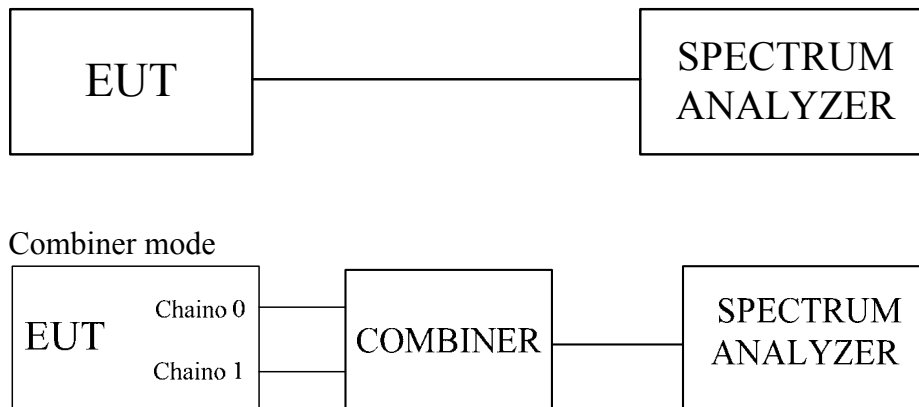 EUT
SPECTRUM
ANALYZER
Combiner mode
EUT
Chaino 0
Chaino 1
COMBINER
SPECTRUM
ANALYZER